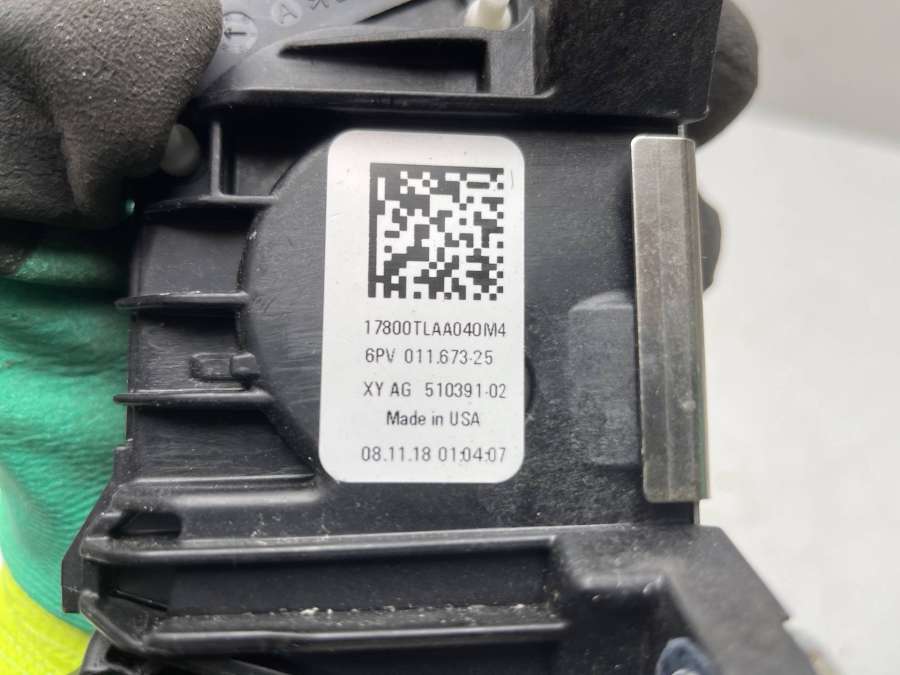 17800TLAA040M4
6PV 011.673-25
XY AG 510391-02
Made in USA
08.11.18 01:04:07